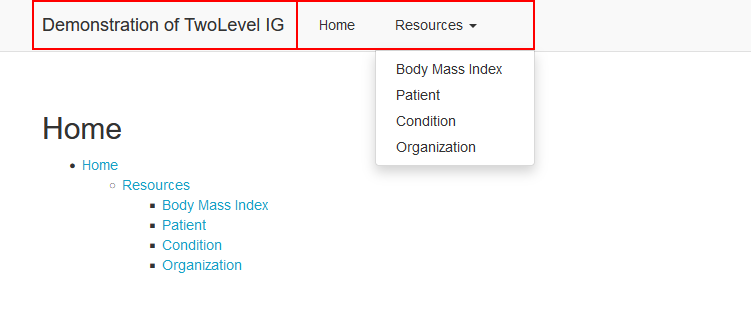 Demonstration of TwoLevel IG Home Resources
Body Mass Index
Patient
Condition
Organization
Home
Home
Resources
Body Mass Index
Patient
Condition
Organization